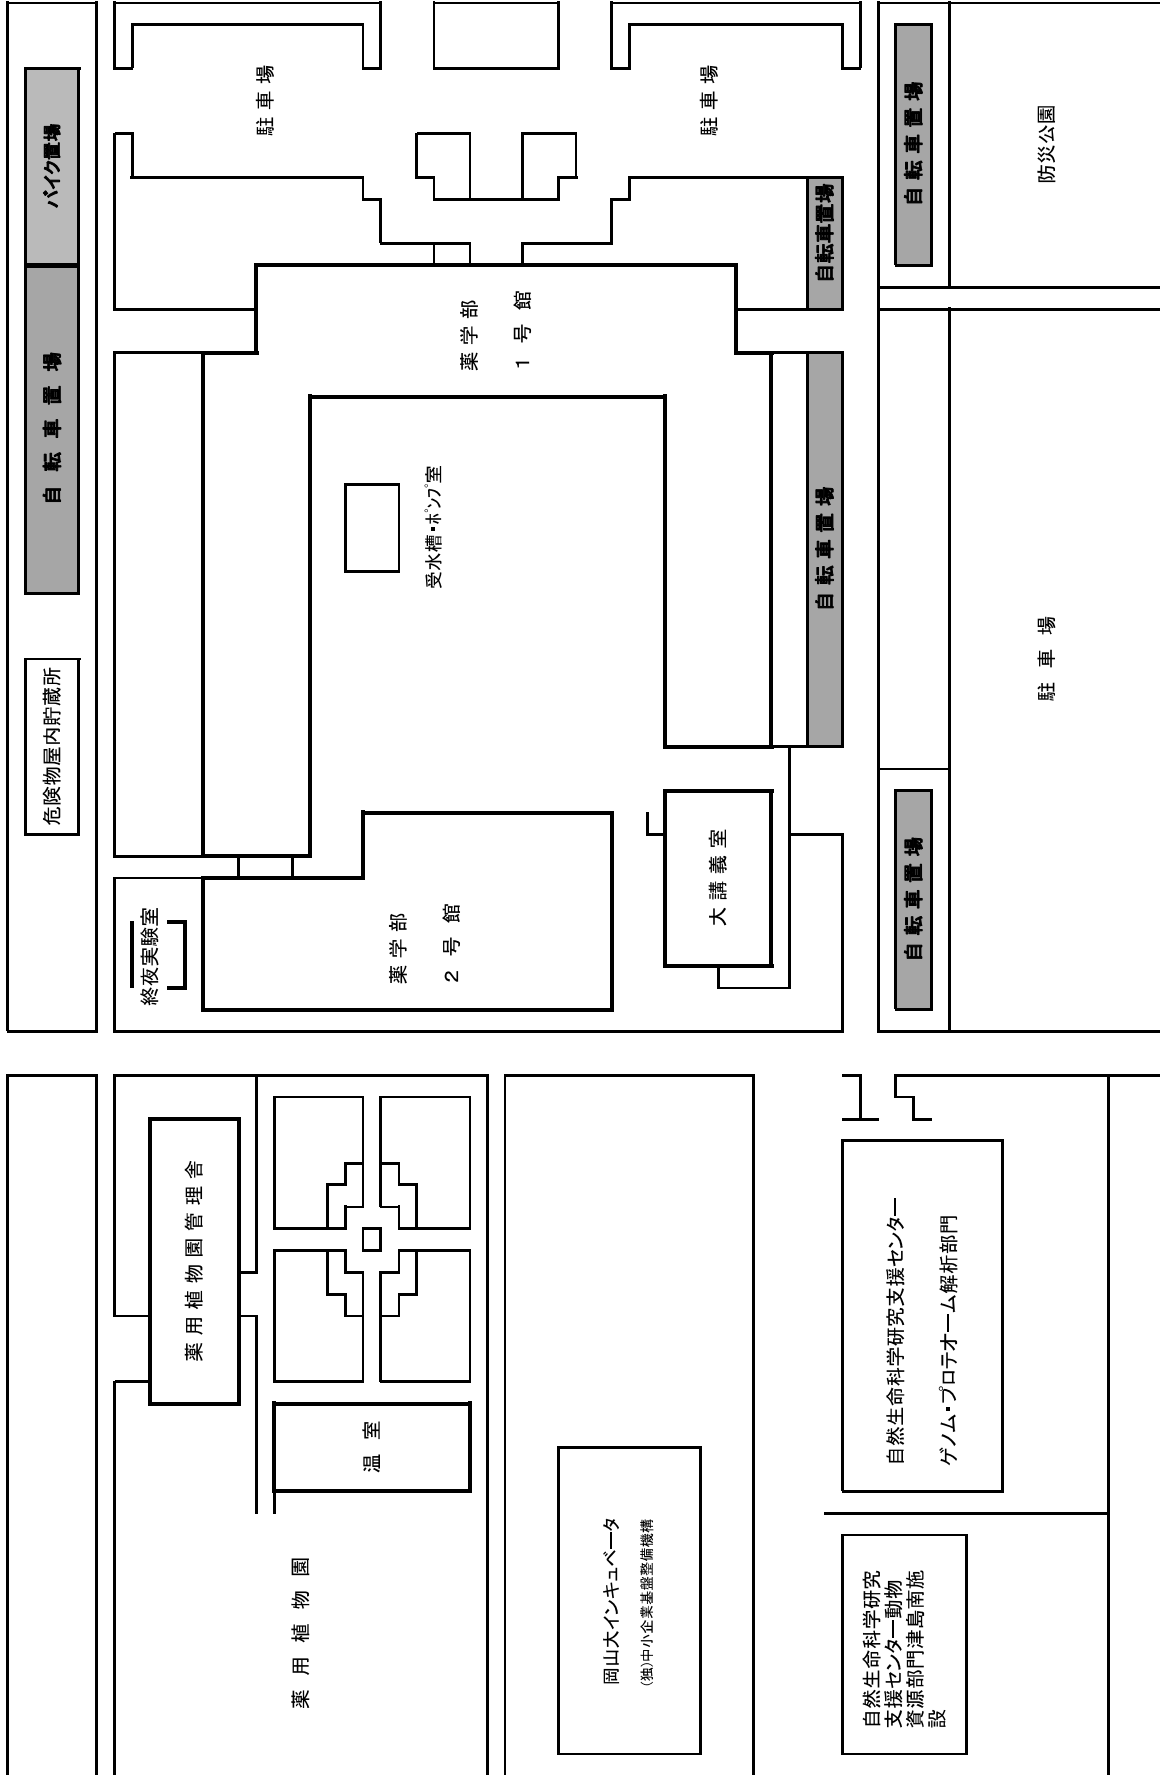 バイク置場
自転車置場
危険物屋内貯蔵所
駐車場
駐車場
自転車置場
自転車置場
防災公園
薬学部
1号館
受水槽・ポンプ室
自転車置場
駐車場
終夜実験室
薬学部
2号館
大講義室
自転車置場
薬用植物園管理舎
温室
薬用植物園
岡山大インキュベータ
(独)中小企業基盤整備機構
自然生命科学研究支援センター
ゲノム・プロテオーム解析部門
自然生命科学研究
支援センター動物
資源部門津島南施
設